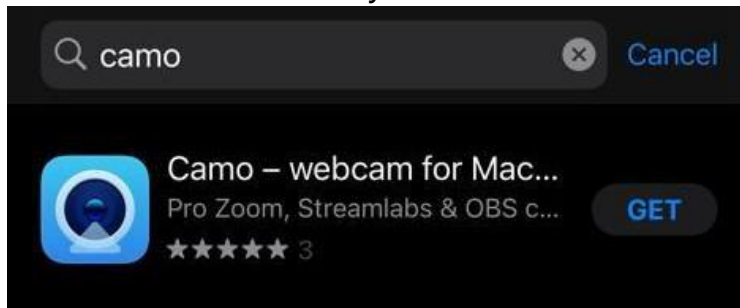 camo
Cancel
Camo – webcam for Mac...
Pro Zoom, Streamlabs & OBS c...
GET
★★★★★ 3